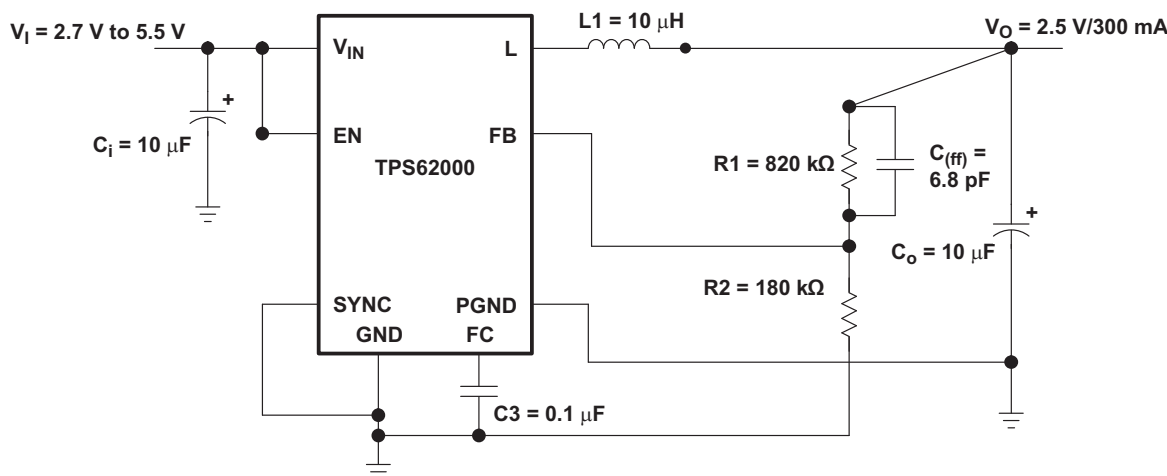 L1 = 10 μH
V_I = 2.7 V to 5.5 V
V_O = 2.5 V/300 mA
V_IN
L
EN
FB
C_i = 10 μF
TPS62000
R1 = 820 kΩ
C_(ff) =
6.8 pF
C_o = 10 μF
R2 = 180 kΩ
SYNC
PGND
GND
FC
C3 = 0.1 μF
+
+